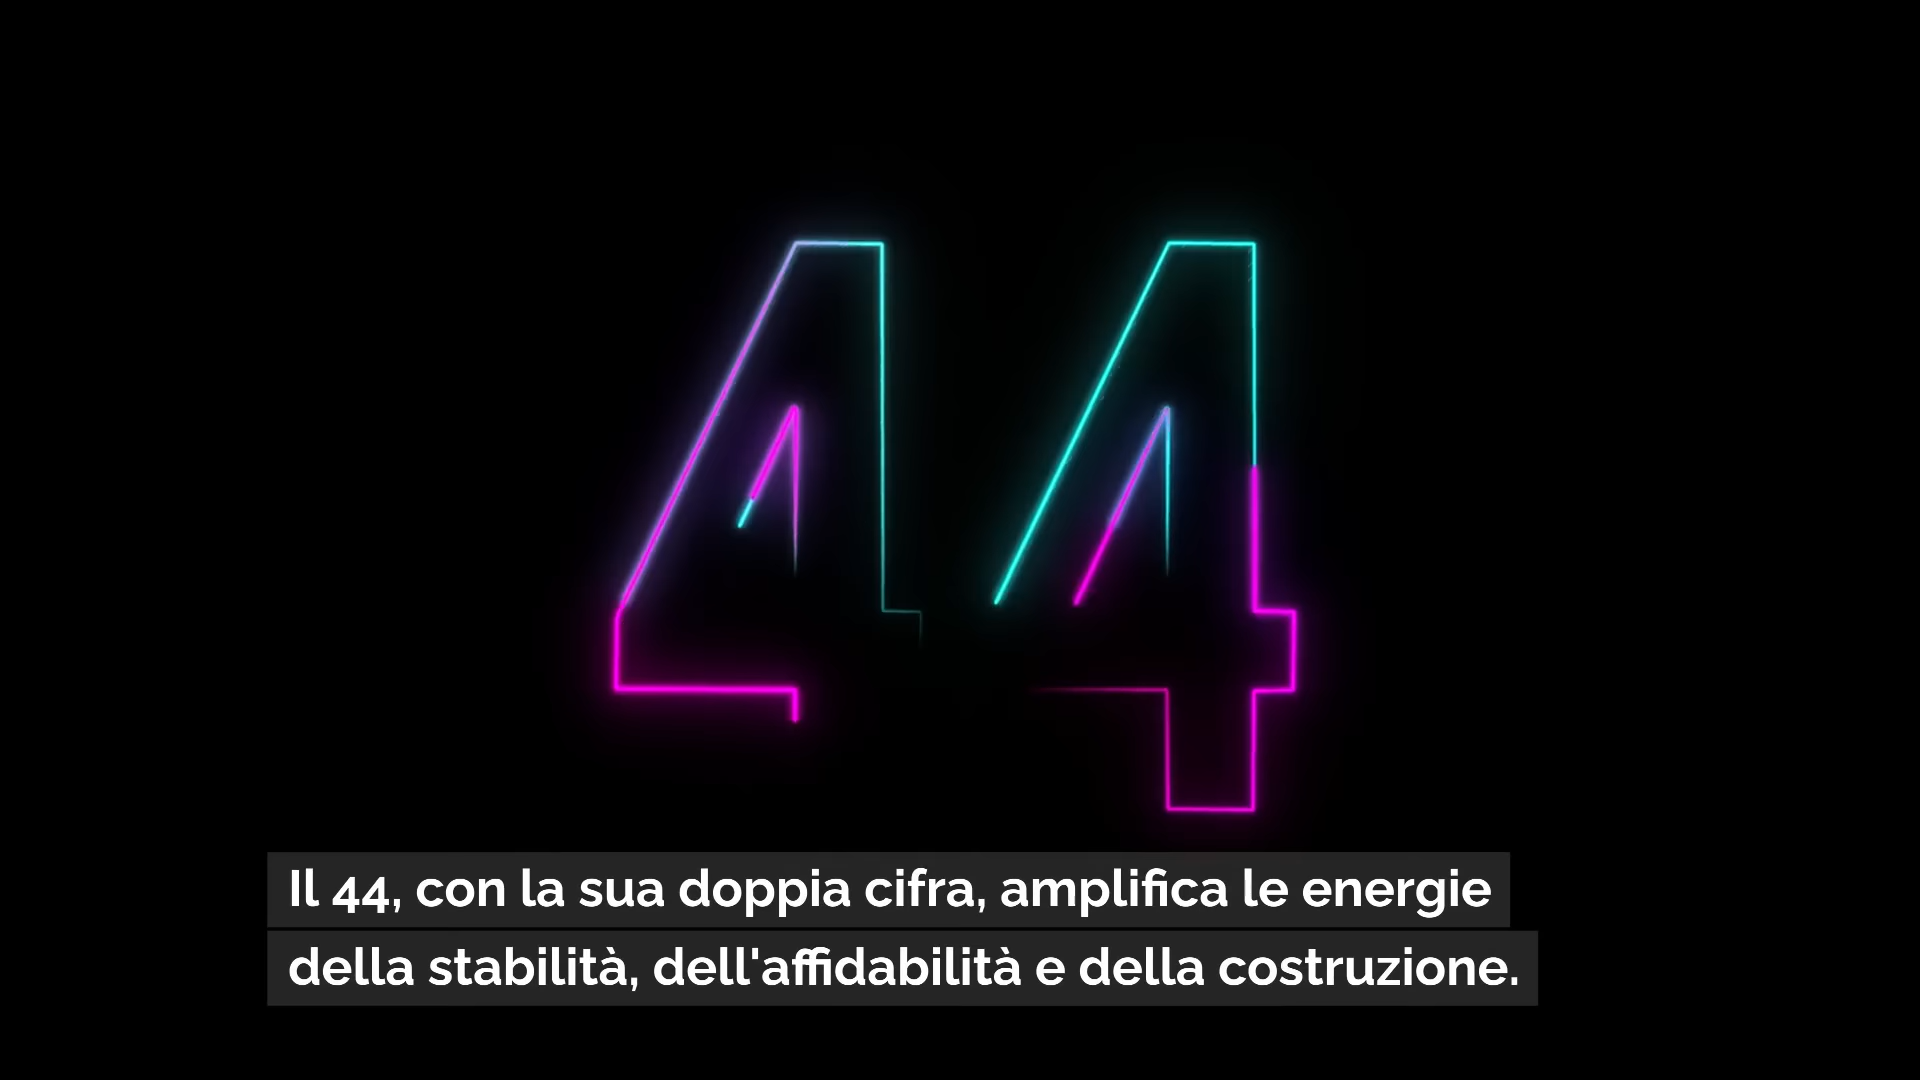 44
Il 44, con la sua doppia cifra, amplifica le energie
della stabilità, dell'affidabilità e della costruzione.